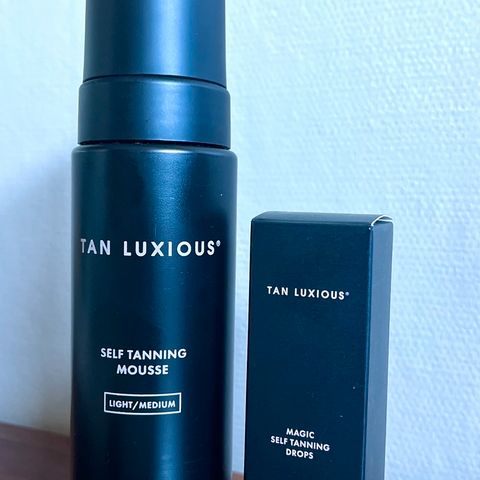 TAN LUXIOUS®
SELF TANNING
MOUSSE
LIGHT/MEDIUM
TAN LUXIOUS®
MAGIC
SELF TANNING
DROPS